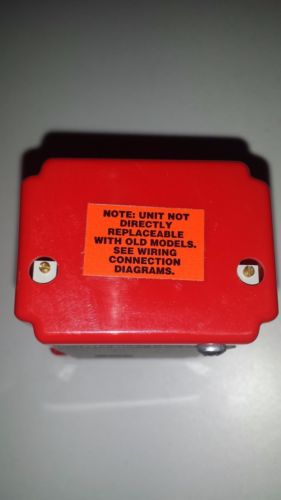 NOTE: UNIT NOT
DIRECTLY
REPLACEABLE
WITH OLD MODELS.
SEE WIRING
CONNECTION
DIAGRAMS.